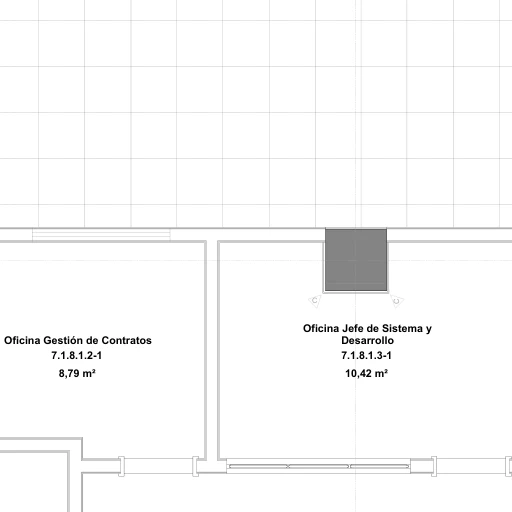 Oficina Gestión de Contratos
7.1.8.1.2-1
8,79 m²
Oficina Jefe de Sistema y
Desarrollo
7.1.8.1.3-1
10,42 m²
C
C